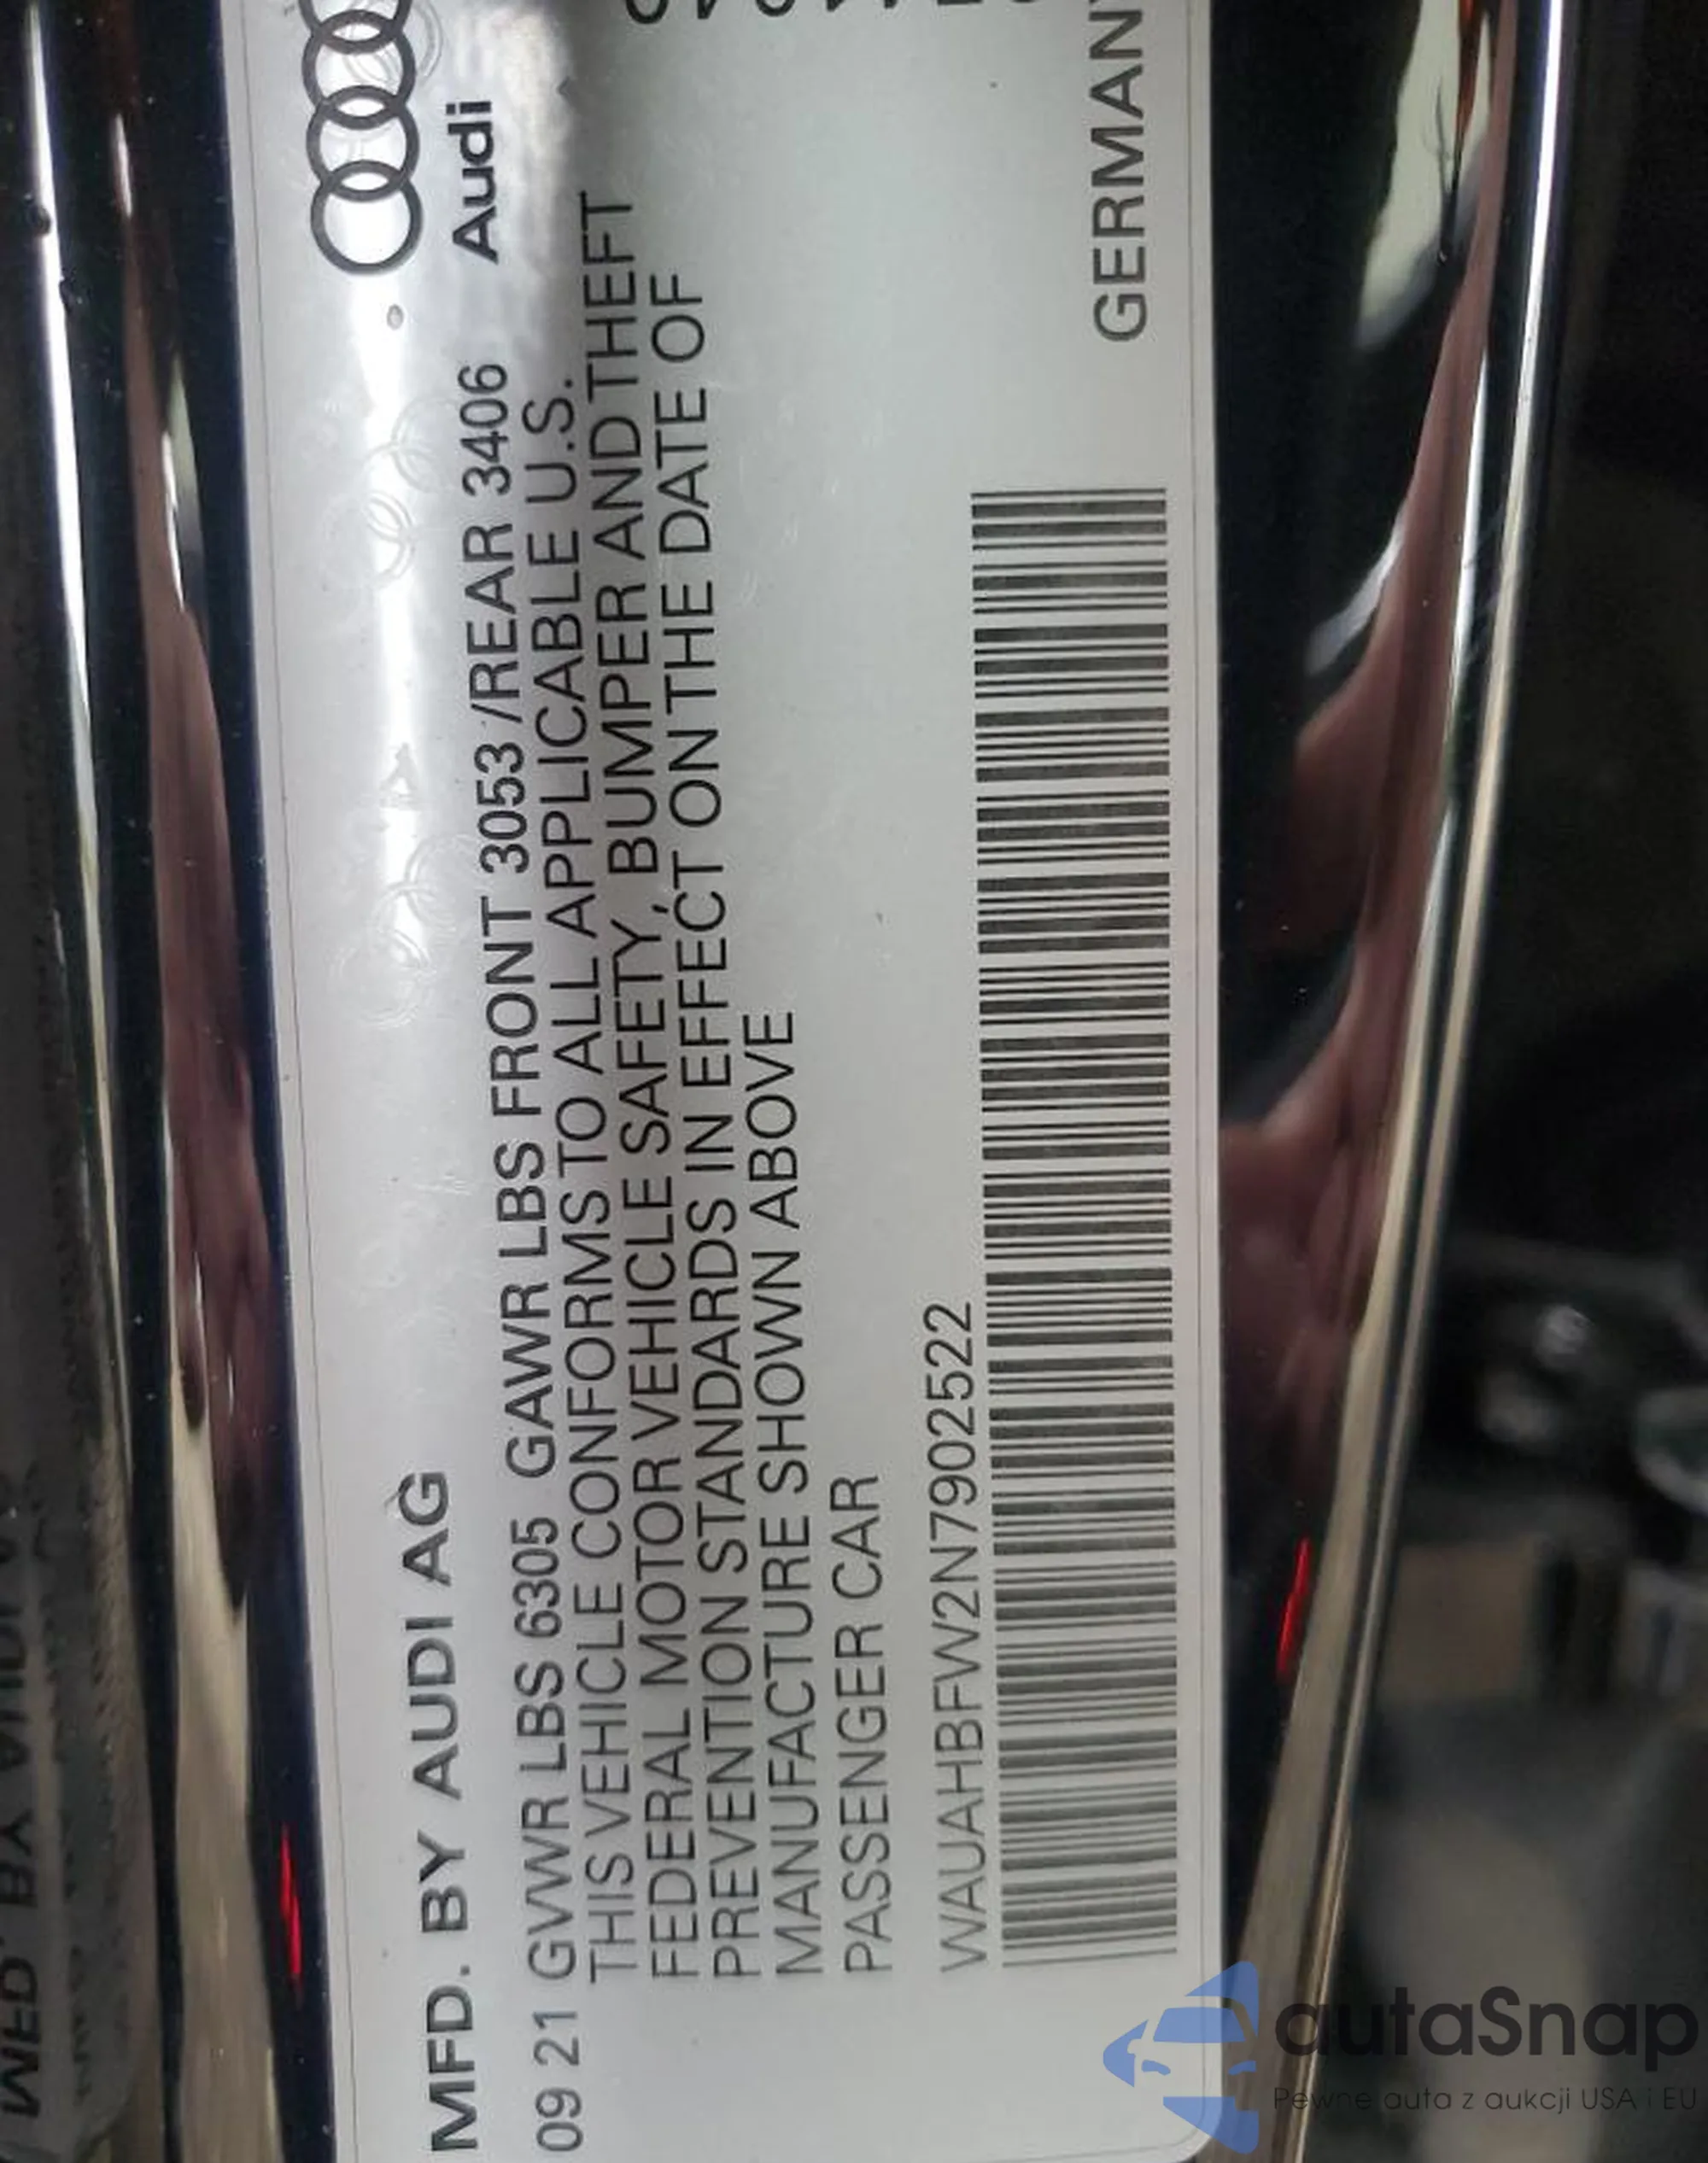 MFD. BY AUDI AG
Audi
09 21 GVWR LBS 6305 GAWR LBS FRONT 3053 /REAR 3406
THIS VEHICLE CONFORMS TO ALL APPLICABLE U.S.
FEDERAL MOTOR VEHICLE SAFETY, BUMPER AND THEFT
PREVENTION STANDARDS IN EFFECT ON THE DATE OF
MANUFACTURE SHOWN ABOVE
PASSENGER CAR
WAUAHBFW2N7902522
GERMANY
autaSnap
Pewne auta z aukcji USA i EU